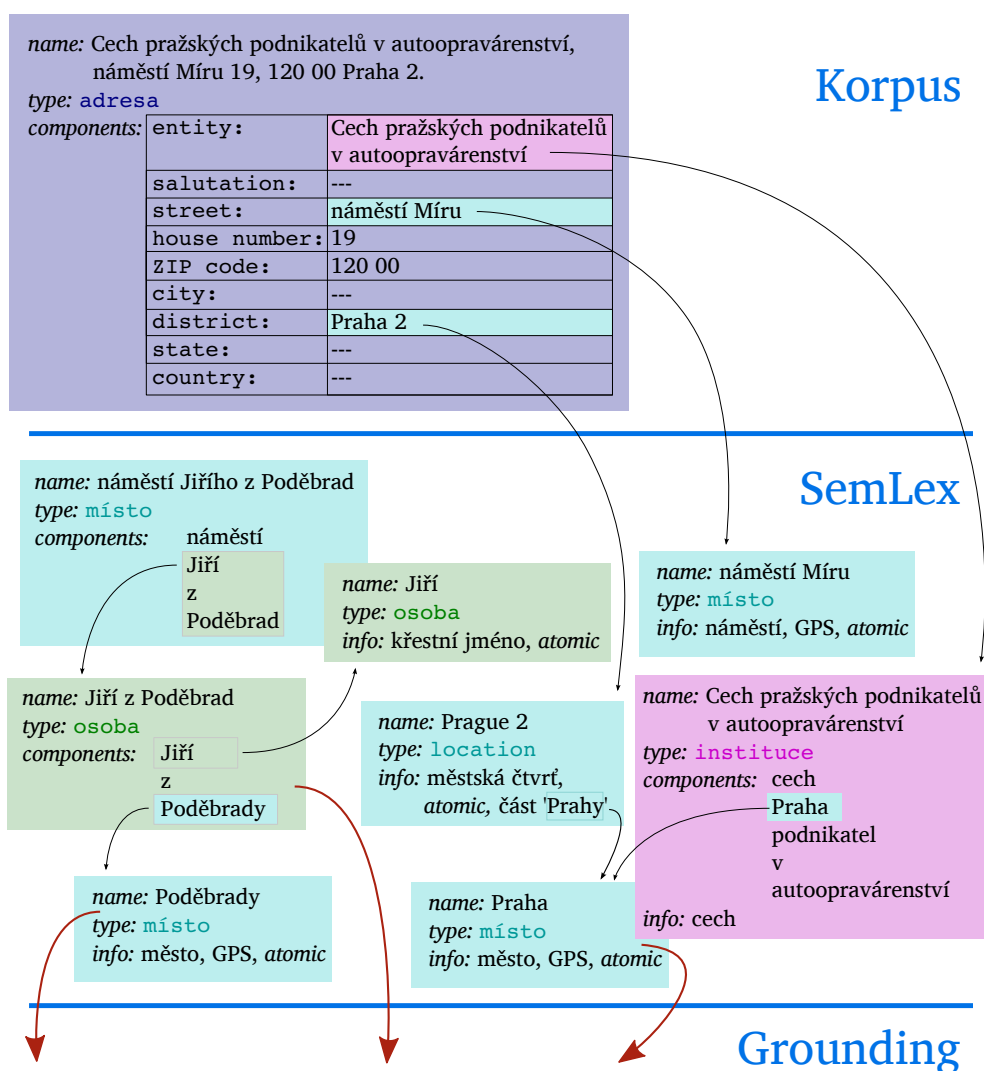 name: Cech pražských podnikatelů v autoopravárenství,
náměstí Míru 19, 120 00 Praha 2.
type: adresa
components:
entity: Cech pražských podnikatelů
v autoopravárenství
salutation: ---
street: náměstí Míru
house number: 19
ZIP code: 120 00
city: ---
district: Praha 2
state: ---
country: ---
Korpus
SemLex
name: náměstí Jiřího z Poděbrad
type: místo
components: náměstí
Jiří
z
Poděbrad
name: Jiří
type: osoba
info: křestní jméno, atomic
name: náměstí Míru
type: místo
info: náměstí, GPS, atomic
name: Jiří z Poděbrad
type: osoba
components: Jiří
z
Poděbrady
name: Prague 2
type: location
info: městská čtvrť,
atomic, část 'Prahy'
name: Cech pražských podnikatelů
v autoopravárenství
type: instituce
components: cech
Praha
podnikatel
v
autoopravárenství
info: cech
name: Poděbrady
type: místo
info: město, GPS, atomic
name: Praha
type: místo
info: město, GPS, atomic
Grounding